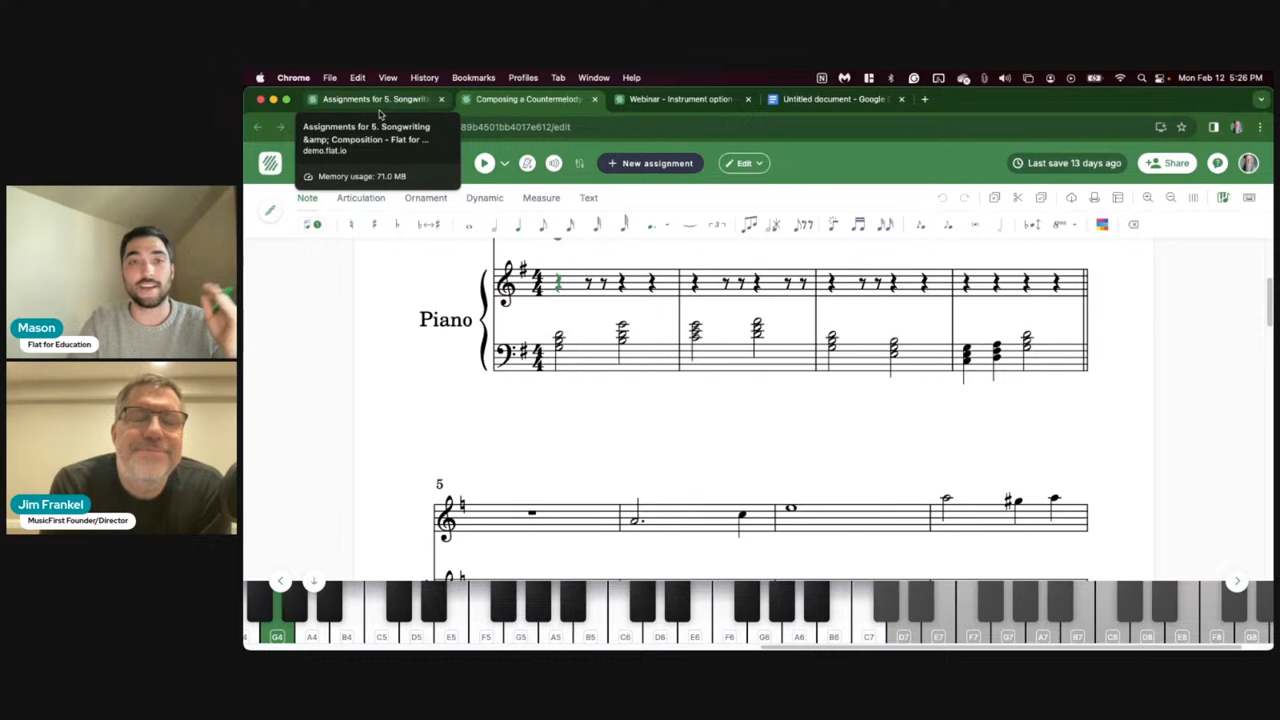 Chrome File Edit View History Bookmarks Profiles Tab Window Help
Mon Feb 12 5:26 PM
Assignments for 5. Songwriti
Composing a Countermelody
Webinar - Instrument option
Untitled document - Google D
Assignments for 5. Songwriting
&amp; Composition - Flat for ...
demo.flat.io
Memory usage: 71.0 MB
89b4501bb4017e612/edit
New assignment
Edit
Last save 13 days ago
Share
Note Articulation Ornament Dynamic Measure Text
Piano
5
Mason
Flat for Education
Jim Frankel
MusicFirst Founder/Director
4 G4 A4 B4 C5 D5 E5 F5 G5 A5 B5 C6 D6 E6 F6 G6 A6 B6 C7 D7 E7 F7 G7 A7 B7 C8 D8 E8 F8 G8